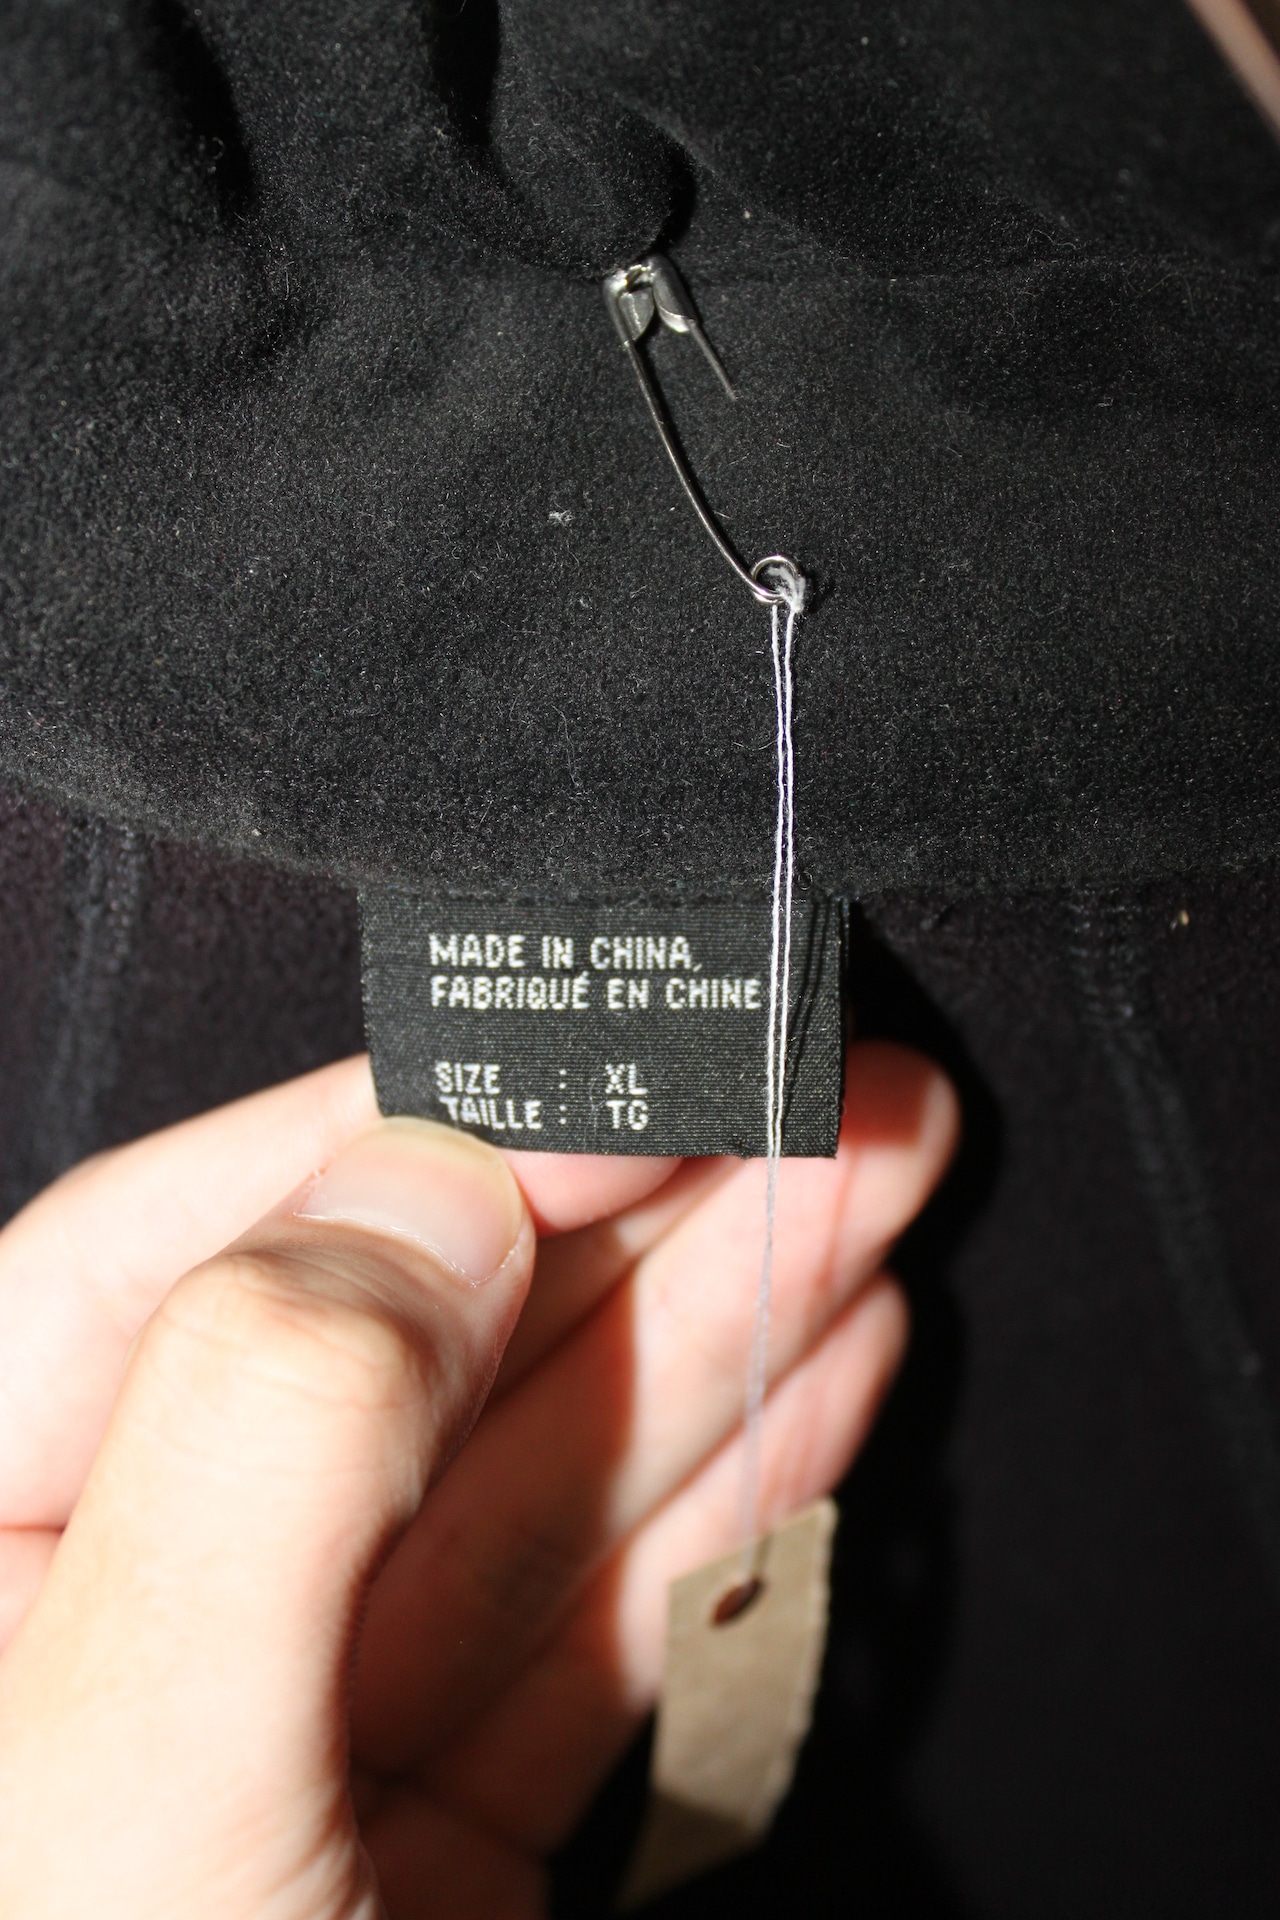 MADE IN CHINA,
FABRIQUÉ EN CHINE
SIZE : XL
TAILLE : TG